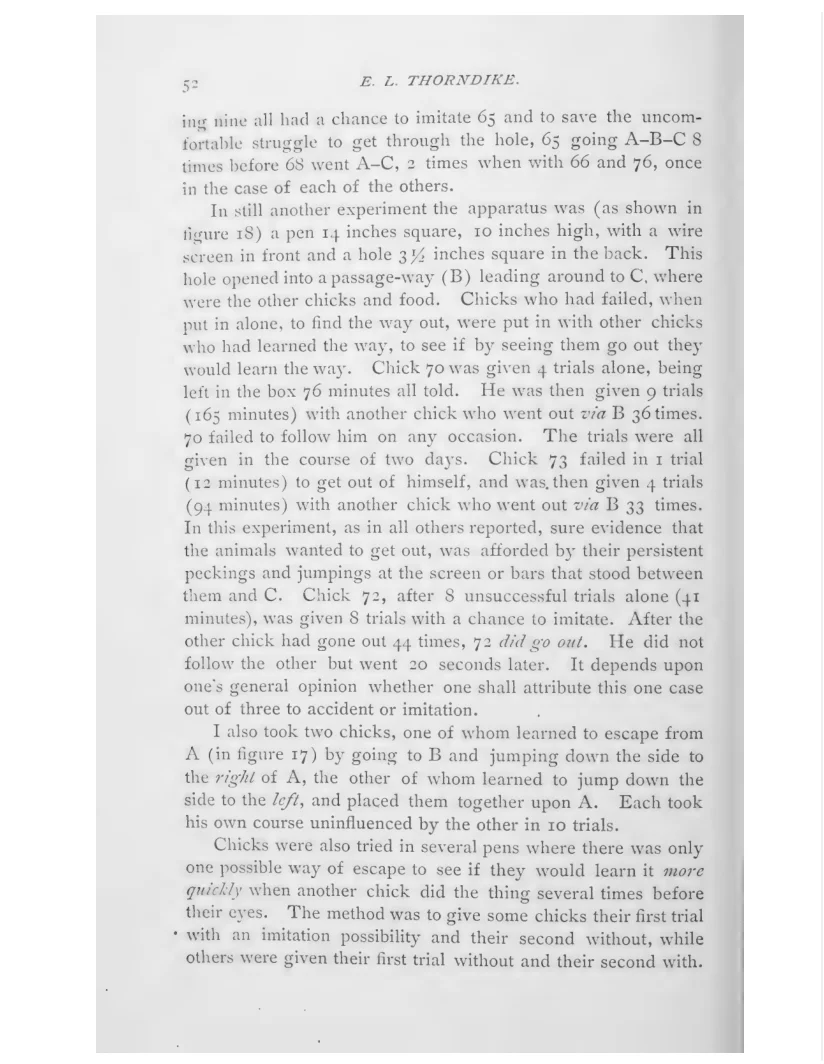 52
E. L. THORNDIKE.
ing nine all had a chance to imitate 65 and to save the uncom-
fortable struggle to get through the hole, 65 going A–B–C 8
times before 68 went A–C, 2 times when with 66 and 76, once
in the case of each of the others.
In still another experiment the apparatus was (as shown in
figure 18) a pen 14 inches square, 10 inches high, with a wire
screen in front and a hole 3½ inches square in the back. This
hole opened into a passage-way (B) leading around to C, where
were the other chicks and food. Chicks who had failed, when
put in alone, to find the way out, were put in with other chicks
who had learned the way, to see if by seeing them go out they
would learn the way. Chick 70 was given 4 trials alone, being
left in the box 76 minutes all told. He was then given 9 trials
(165 minutes) with another chick who went out via B 36 times.
70 failed to follow him on any occasion. The trials were all
given in the course of two days. Chick 73 failed in 1 trial
(12 minutes) to get out of himself, and was. then given 4 trials
(94 minutes) with another chick who went out via B 33 times.
In this experiment, as in all others reported, sure evidence that
the animals wanted to get out, was afforded by their persistent
peckings and jumpings at the screen or bars that stood between
them and C. Chick 72, after 8 unsuccessful trials alone (41
minutes), was given 8 trials with a chance to imitate. After the
other chick had gone out 44 times, 72 did go out. He did not
follow the other but went 20 seconds later. It depends upon
one's general opinion whether one shall attribute this one case
out of three to accident or imitation.
I also took two chicks, one of whom learned to escape from
A (in figure 17) by going to B and jumping down the side to
the right of A, the other of whom learned to jump down the
side to the left, and placed them together upon A. Each took
his own course uninfluenced by the other in 10 trials.
Chicks were also tried in several pens where there was only
one possible way of escape to see if they would learn it more
quickly when another chick did the thing several times before
their eyes. The method was to give some chicks their first trial
with an imitation possibility and their second without, while
others were given their first trial without and their second with.